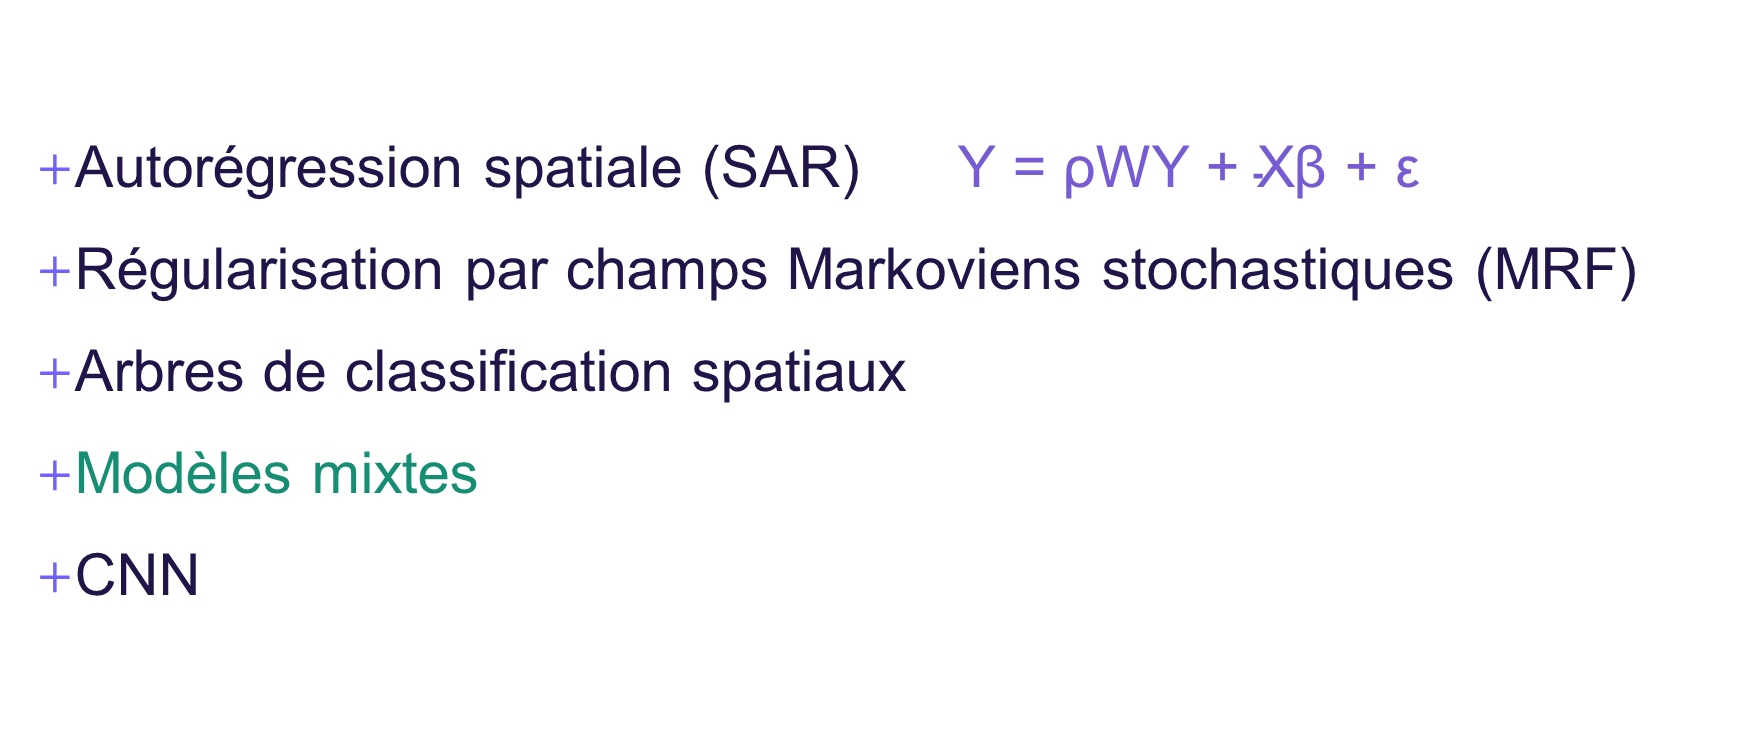 +Autorégression spatiale (SAR) Y = ρWY + -Xβ + ε
+Régularisation par champs Markoviens stochastiques (MRF)
+Arbres de classification spatiaux
+Modèles mixtes
+CNN